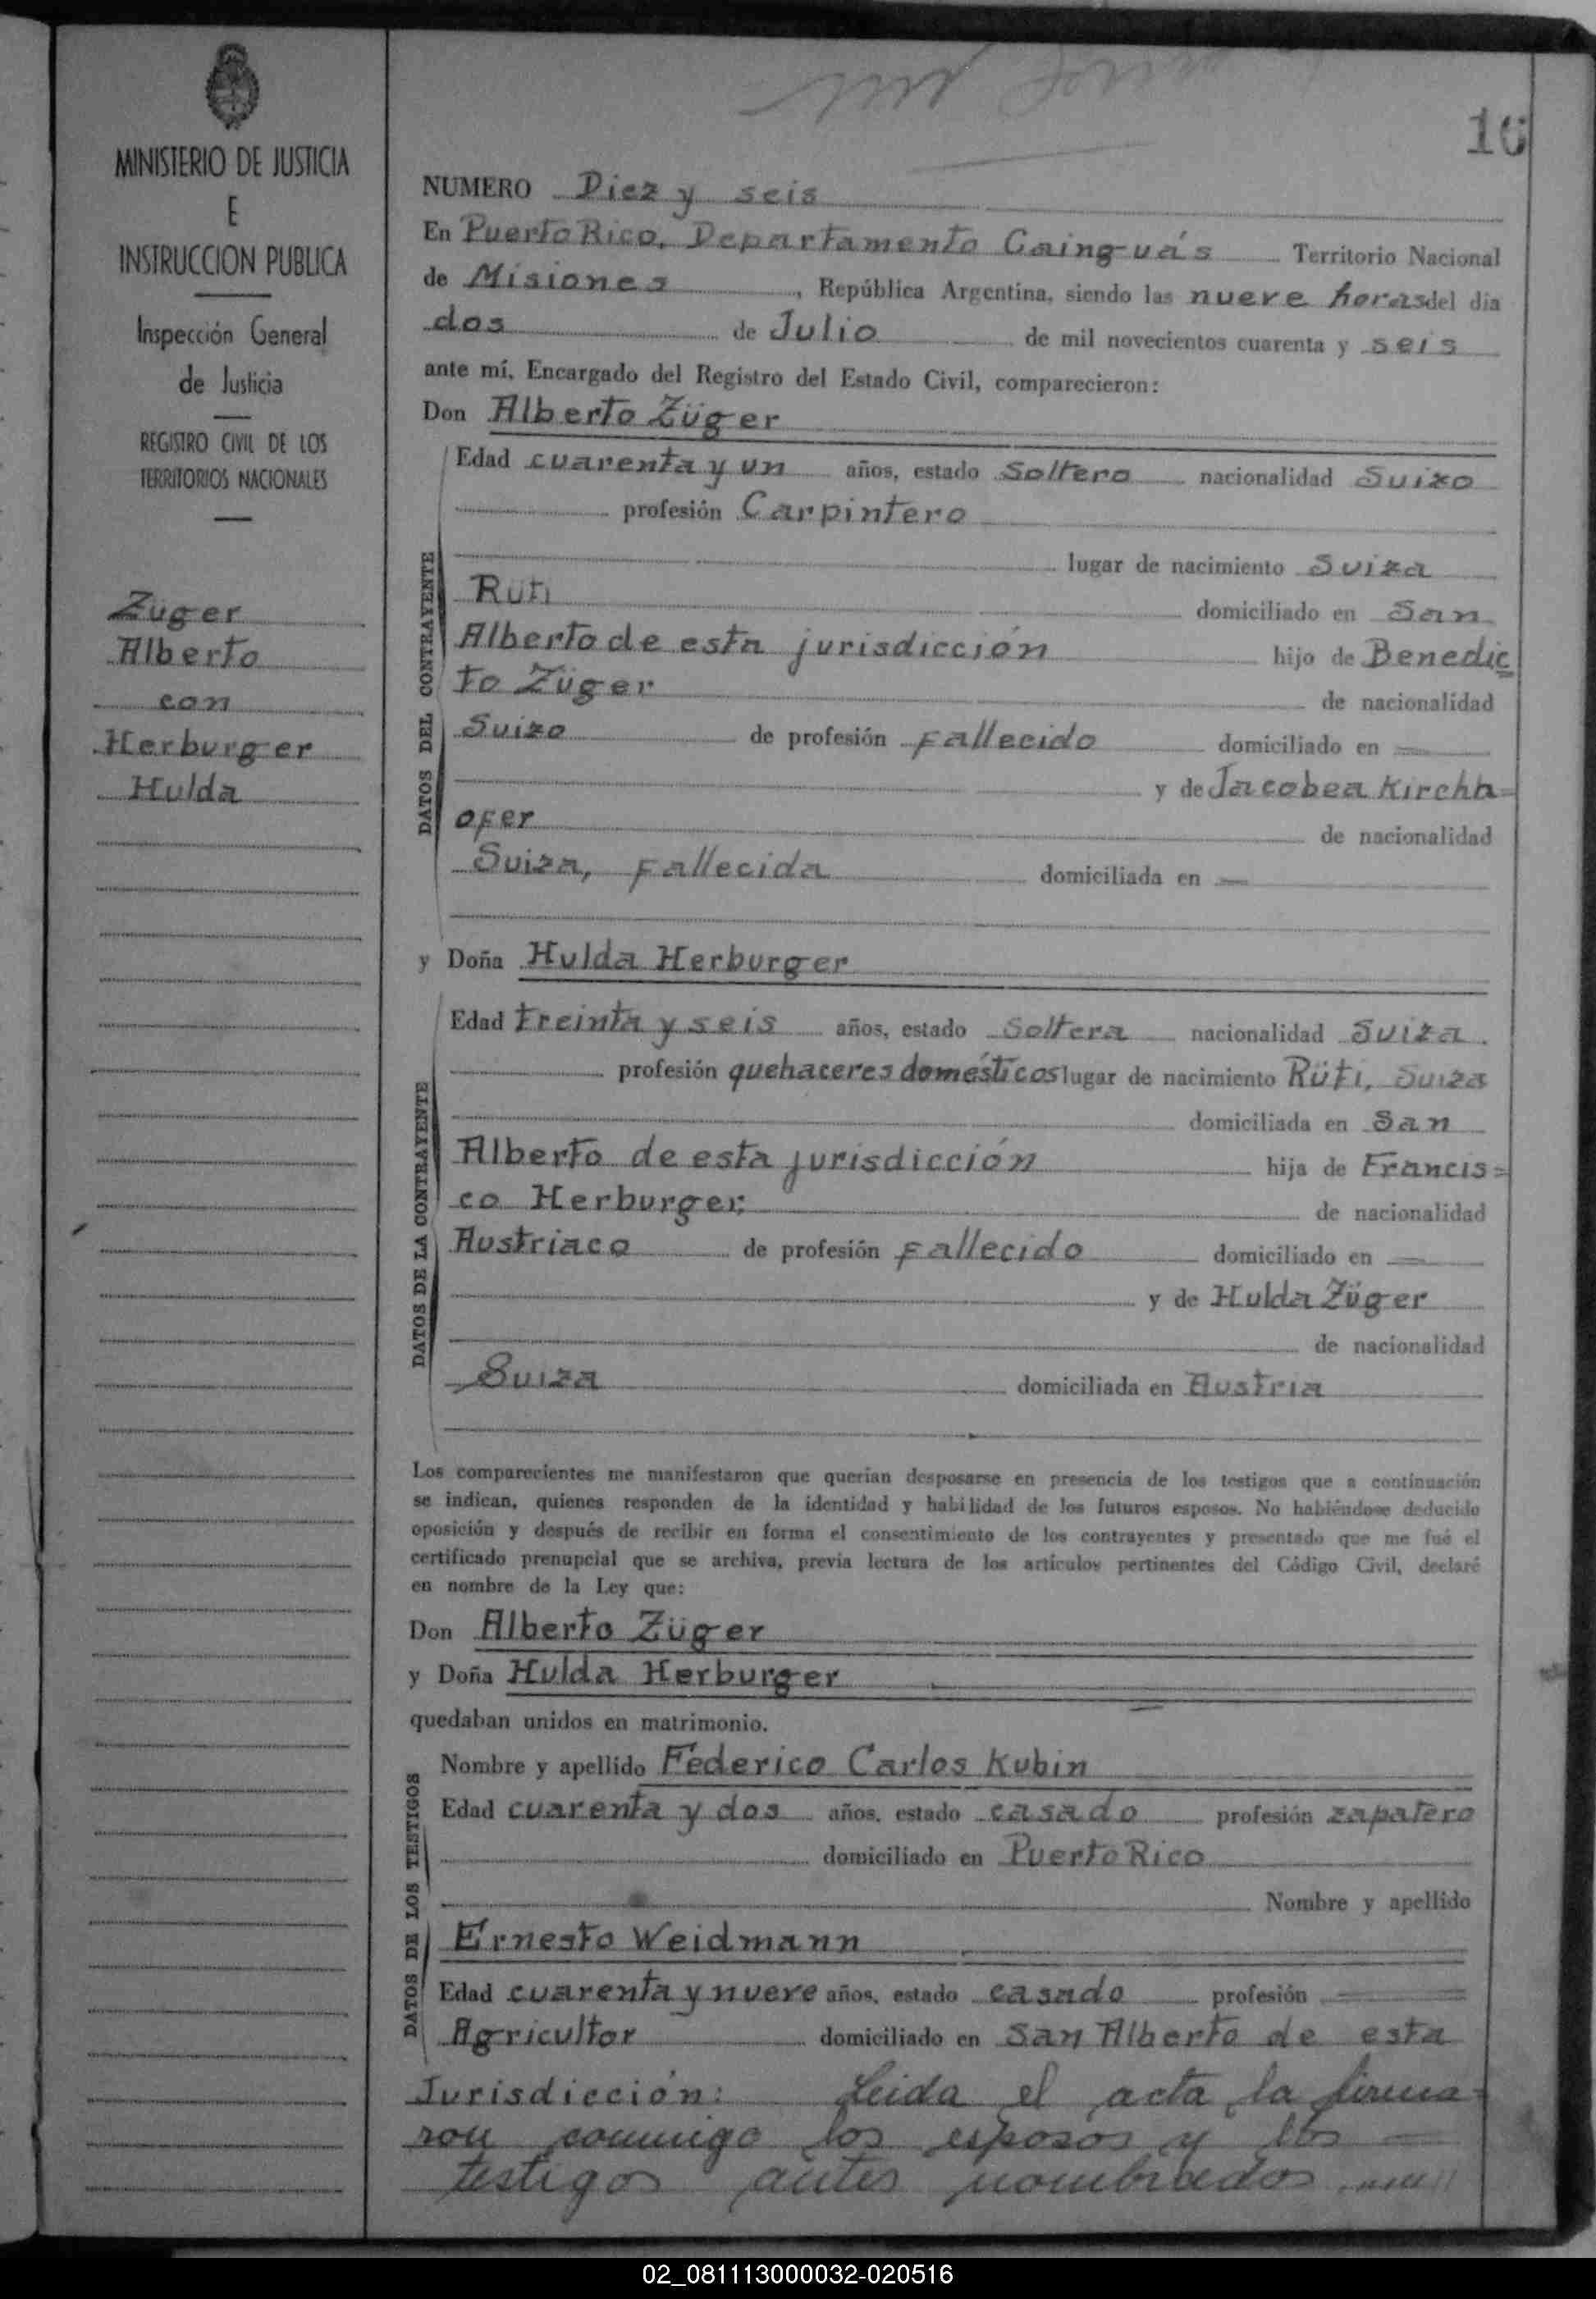 MINISTERIO DE JUSTICIA
E
INSTRUCCION PUBLICA
Inspección General
de Justicia
REGISTRO CIVIL DE LOS
TERRITORIOS NACIONALES
Züger
Alberto
con
Herburger
Hulda
16
NUMERO Diez y seis
En Puerto Rico, Departamento Caing-uá's Territorio Nacional
de Misiones, República Argentina, siendo las nueve horas del día
dos de Julio de mil novecientos cuarenta y seis
ante mí, Encargado del Registro del Estado Civil, comparecieron:
Don Alberto Züger
DATOS DEL CONTRAYENTE
Edad cuarenta y un años, estado Soltero nacionalidad Suizo
profesión Carpintero
lugar de nacimiento Suiza
Rüti domiciliado en San
Alberto de esta jurisdicción hijo de Benedic
to Züger de nacionalidad
Suizo de profesión Fallecido domiciliado en —
y de Jacobea Kirchh=
ofer de nacionalidad
Suiza, Fallecida domiciliada en —
y Doña Hulda Herburger
DATOS DE LA CONTRAYENTE
Edad treinta y seis años, estado Soltera nacionalidad Suiza.
profesión quehaceres domésticos lugar de nacimiento Rüti, Suiza
domiciliada en San
Alberto de esta jurisdicción hija de Francis=
co Herburger; de nacionalidad
Austriaco de profesión Fallecido domiciliado en —
y de Hulda Züger
de nacionalidad
Suiza domiciliada en Austria
Los comparecientes me manifestaron que querían desposarse en presencia de los testigos que a continuación
se indican, quienes responden de la identidad y habilidad de los futuros esposos. No habiéndose deducido
oposición y después de recibir en forma el consentimiento de los contrayentes y presentado que me fué el
certificado prenupcial que se archiva, previa lectura de los artículos pertinentes del Código Civil, declaré
en nombre de la Ley que:
Don Alberto Züger
y Doña Hulda Herburger
quedaban unidos en matrimonio.
DATOS DE LOS TESTIGOS
Nombre y apellido Federico Carlos Kubin
Edad cuarenta y dos años, estado casado profesión zapatero
domiciliado en Puerto Rico
Nombre y apellido
Ernesto Weidmann
Edad cuarenta y nueve años, estado casado profesión
Agricultor domiciliado en San Alberto de esta
Jurisdicción: Leida el acta la firma=
ron conmigo los esposos y los
testigos antes nombrados
02_081113000032-020516